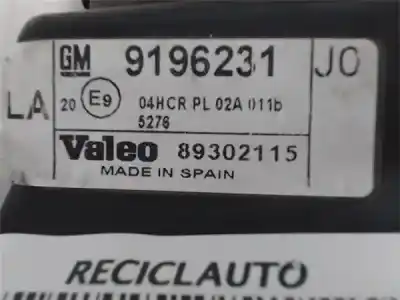 GM 9196231 JO
LA 20 E9 04HCR PL 02A 011b
5276
Valeo 89302115
MADE IN SPAIN
RECICLAUTO